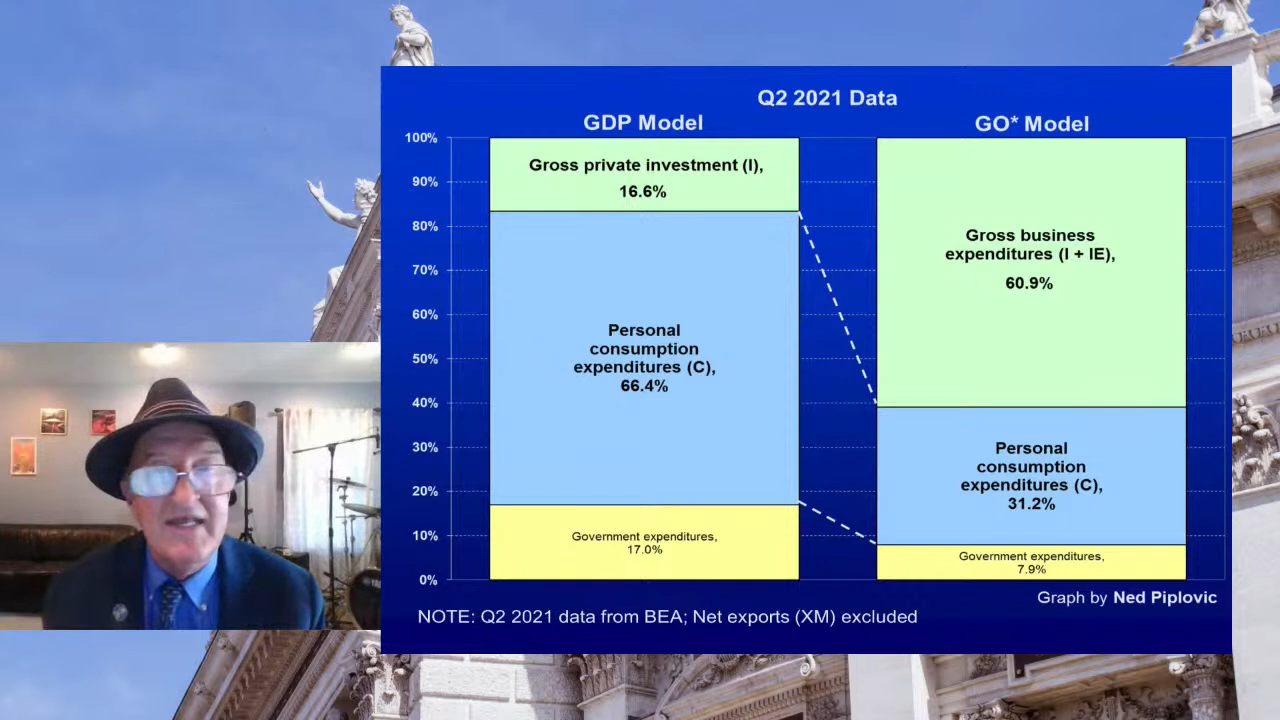 Q2 2021 Data
GDP Model
GO* Model
100%
90%
80%
70%
60%
50%
40%
30%
20%
10%
0%
Gross private investment (I),
16.6%
Personal
consumption
expenditures (C),
66.4%
Government expenditures,
17.0%
Gross business
expenditures (I + IE),
60.9%
Personal
consumption
expenditures (C),
31.2%
Government expenditures,
7.9%
Graph by Ned Piplovic
NOTE: Q2 2021 data from BEA; Net exports (XM) excluded